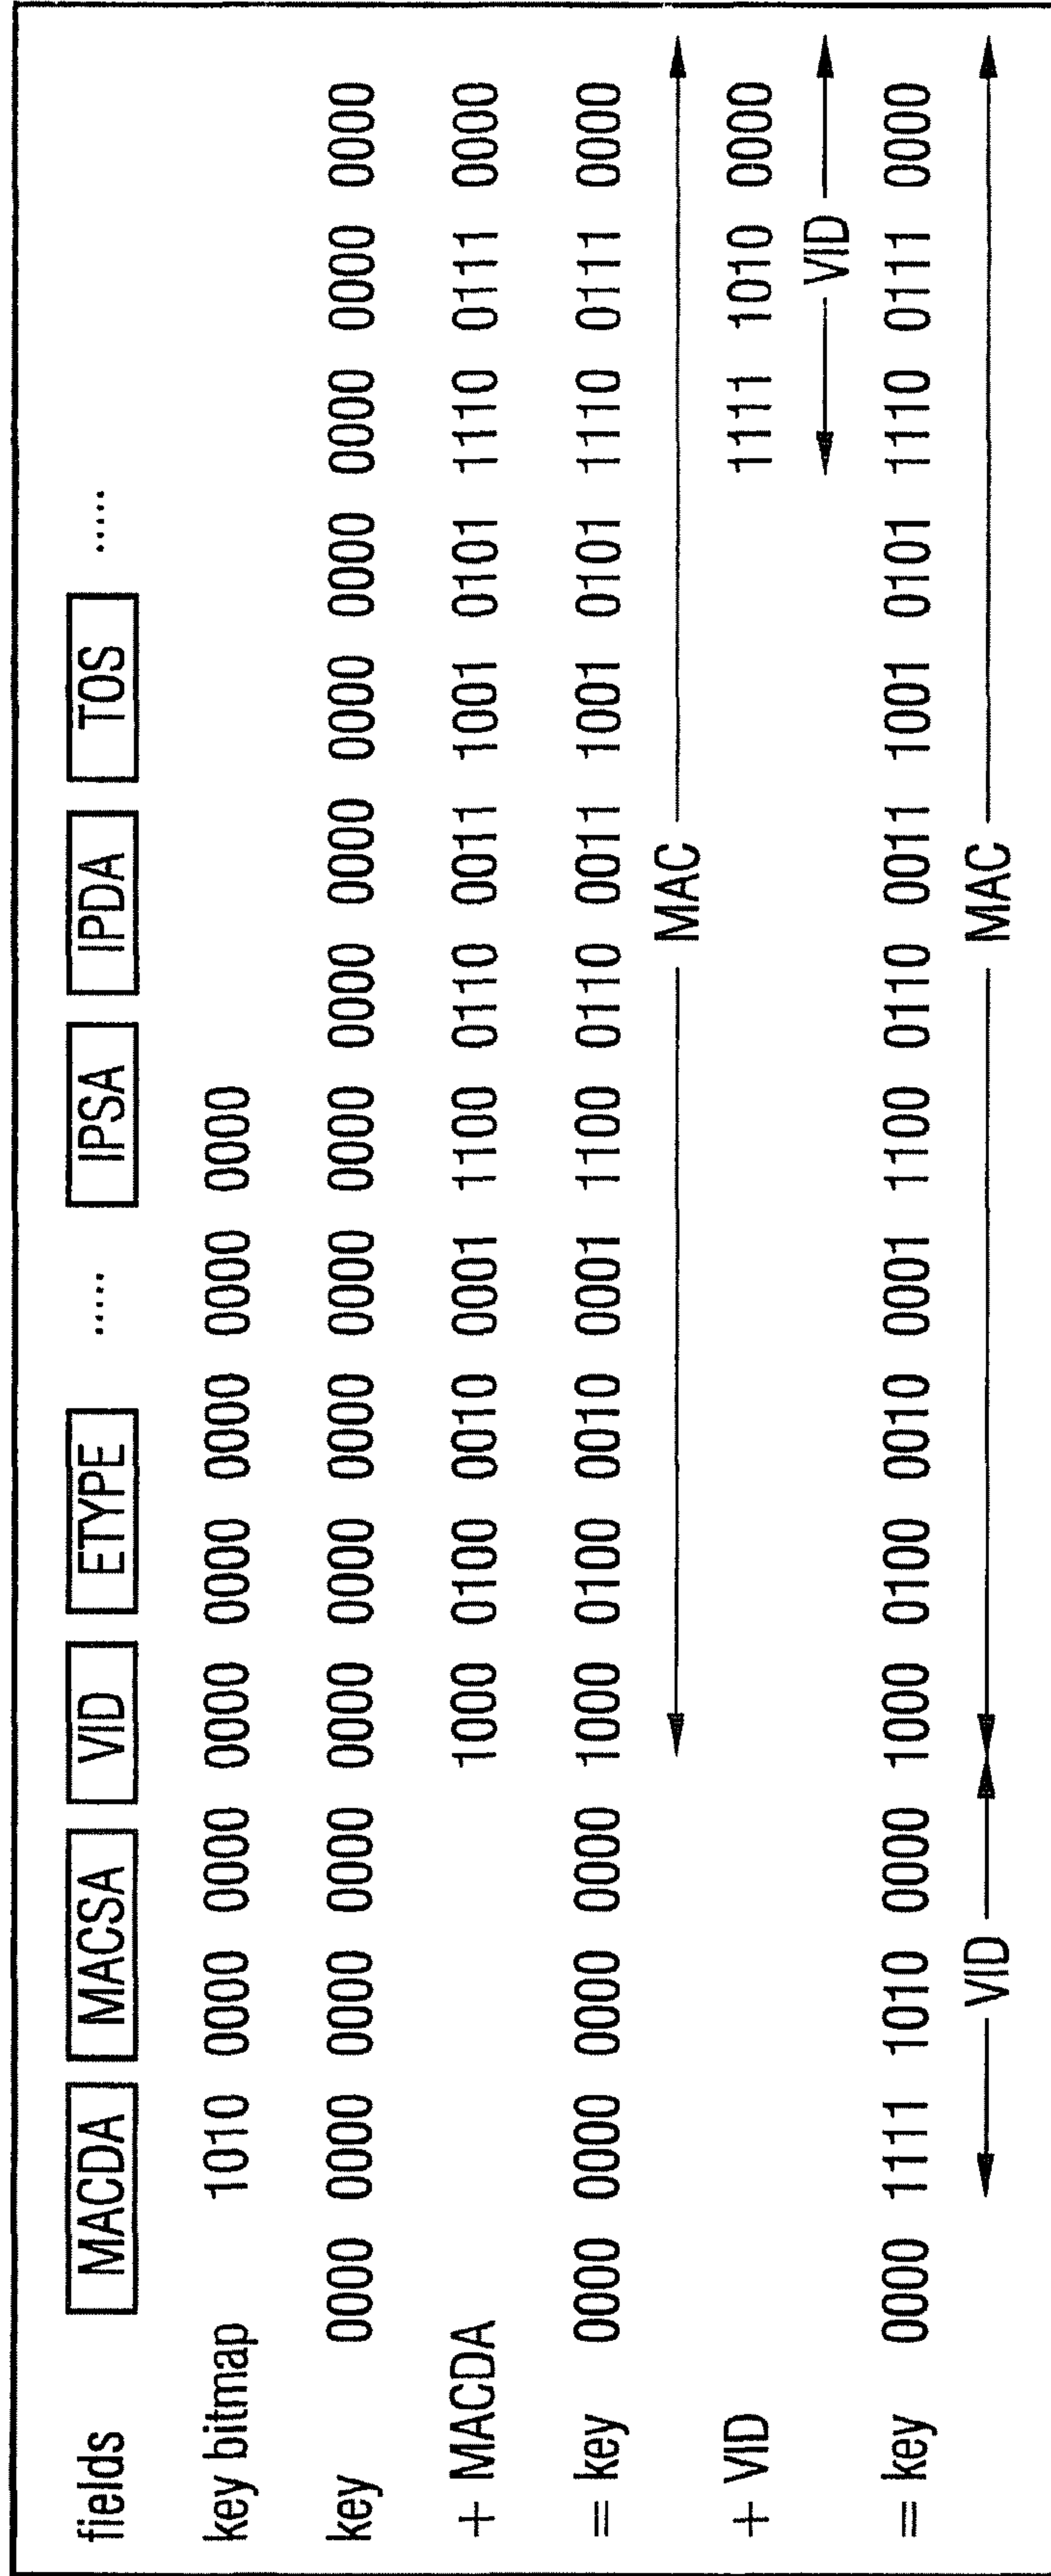 fields MACDA MACSA VID ETYPE ..... IPSA IPDA TOS .....
key bitmap 1010 0000 0000 0000 0000 0000 0000 0000
key 0000 0000 0000 0000 0000 0000 0000 0000 0000 0000 0000 0000 0000 0000 0000 0000
+ MACDA 1000 0100 0010 0001 1100 0110 0011 1001 0101 1110 0111 0000
= key 0000 0000 0000 0000 1000 0100 0010 0001 1100 0110 0011 1001 0101 1110 0111 0000
MAC
+ VID 1111 1010 0000
VID
= key 0000 1111 1010 0000 1000 0100 0010 0001 1100 0110 0011 1001 0101 1110 0111 0000
VID MAC